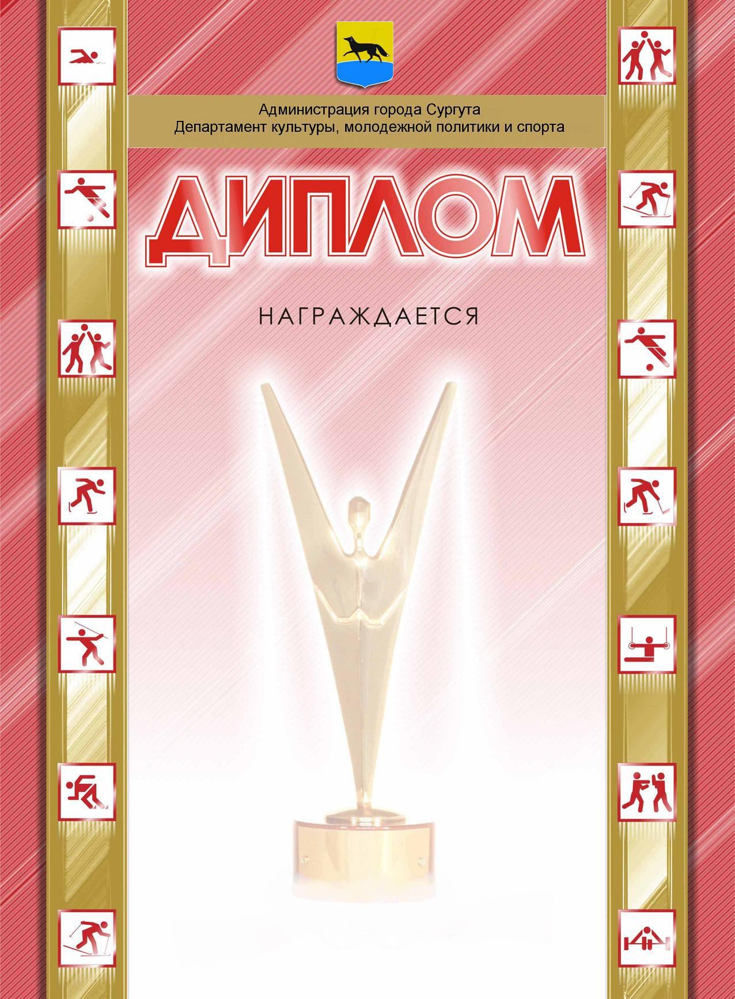 Администрация города Сургута
Департамент культуры, молодежной политики и спорта
ДИПЛОМ
НАГРАЖДАЕТСЯ